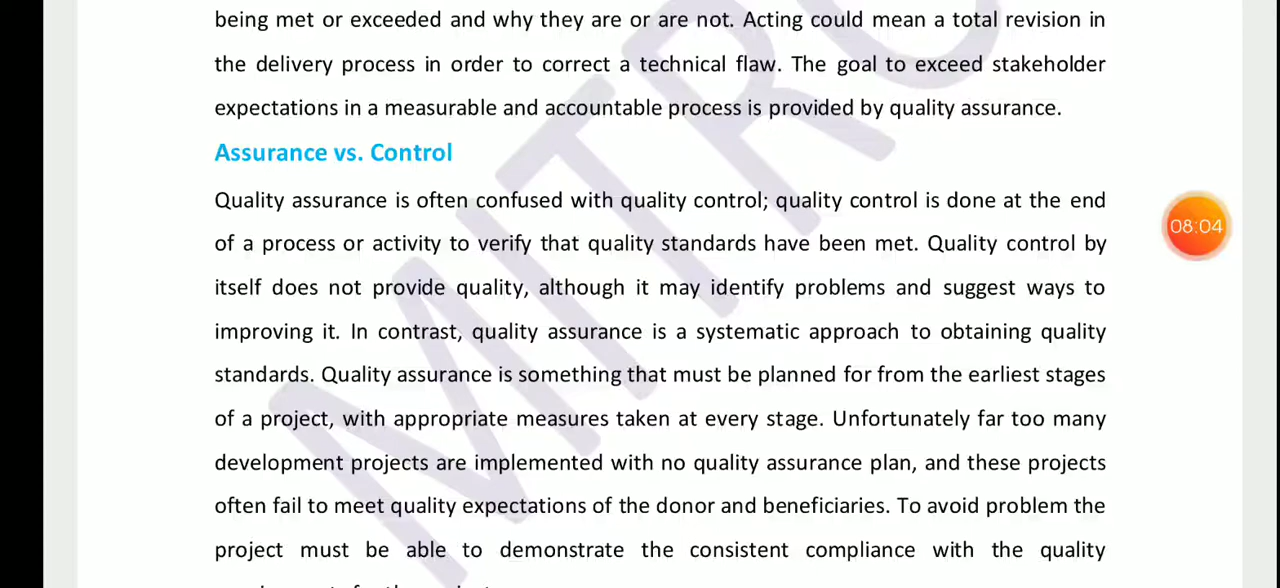 being met or exceeded and why they are or are not. Acting could mean a total revision in
the delivery process in order to correct a technical flaw. The goal to exceed stakeholder
expectations in a measurable and accountable process is provided by quality assurance.
Assurance vs. Control
Quality assurance is often confused with quality control; quality control is done at the end
of a process or activity to verify that quality standards have been met. Quality control by
itself does not provide quality, although it may identify problems and suggest ways to
improving it. In contrast, quality assurance is a systematic approach to obtaining quality
standards. Quality assurance is something that must be planned for from the earliest stages
of a project, with appropriate measures taken at every stage. Unfortunately far too many
development projects are implemented with no quality assurance plan, and these projects
often fail to meet quality expectations of the donor and beneficiaries. To avoid problem the
project must be able to demonstrate the consistent compliance with the quality
08:04